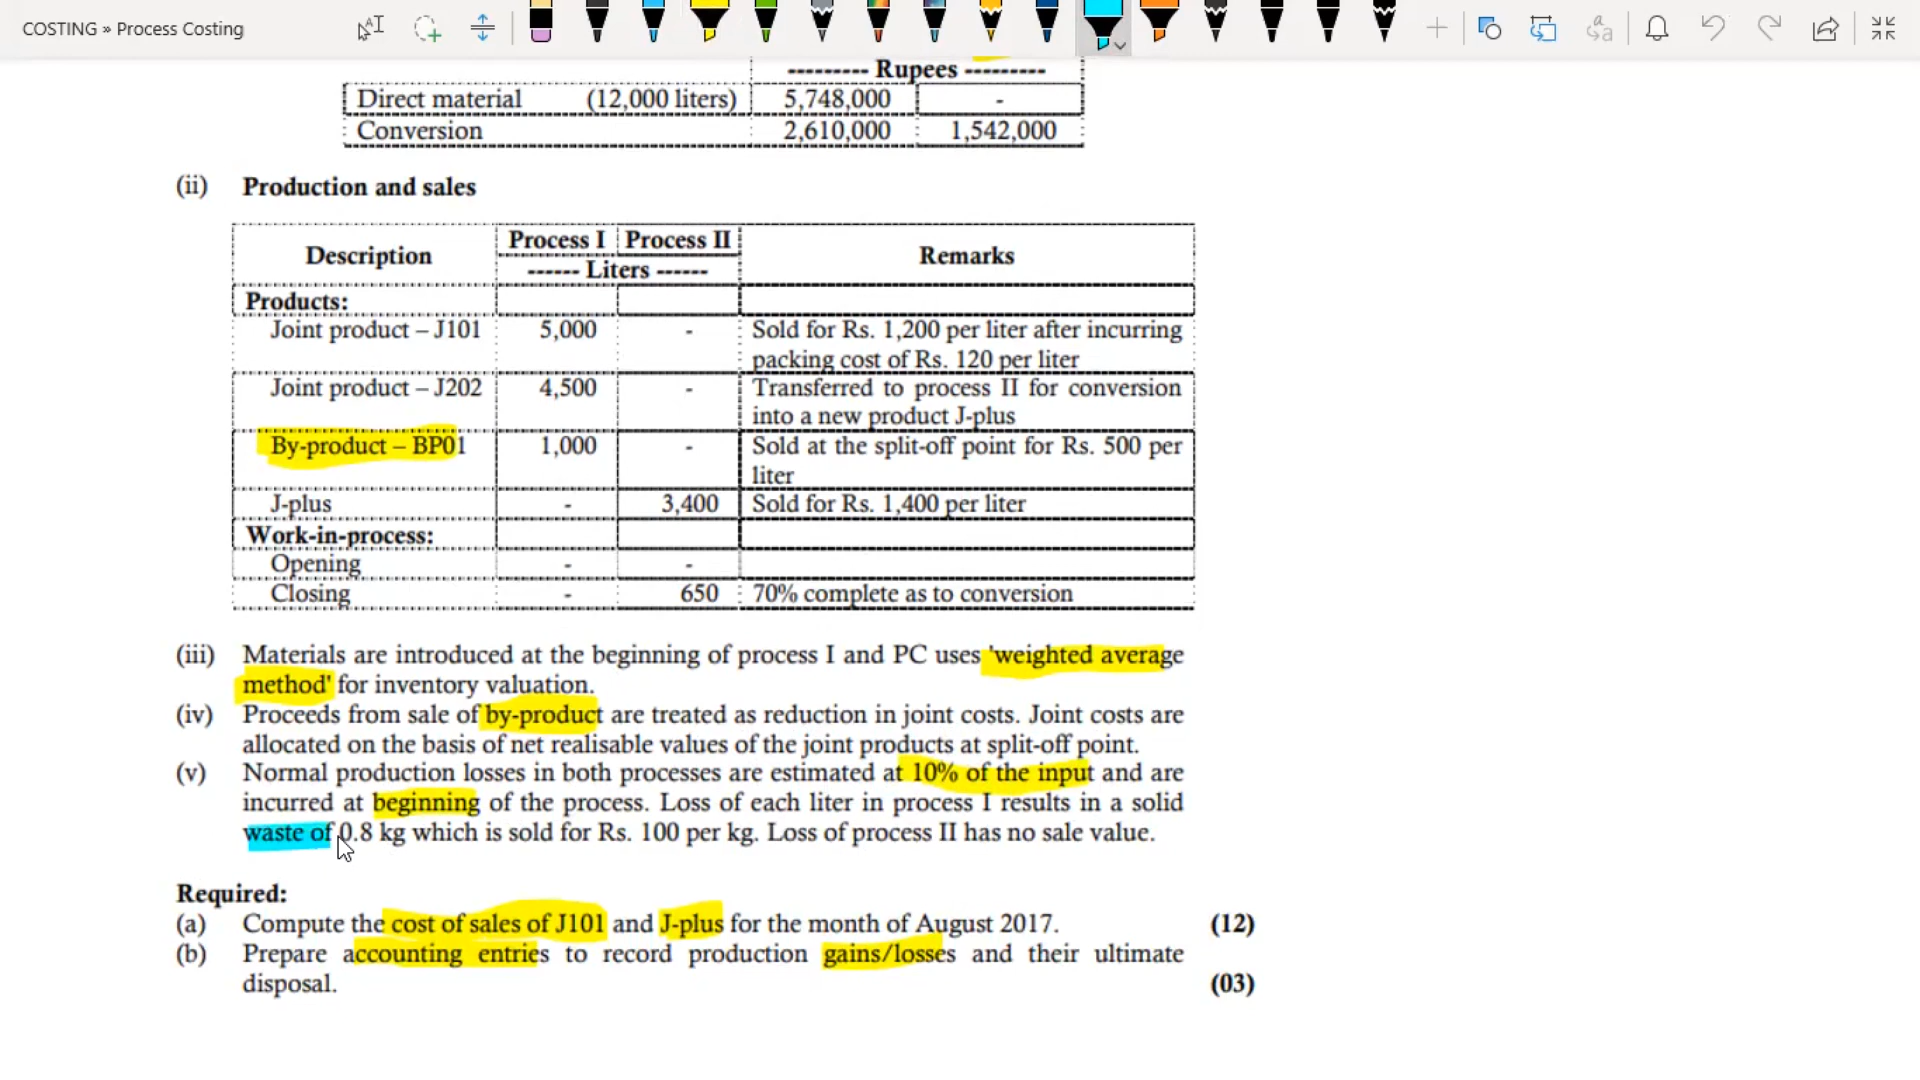 COSTING » Process Costing
--------- Rupees ---------
Direct material (12,000 liters) 5,748,000 -
Conversion 2,610,000 1,542,000
(ii) Production and sales
Description Process I Process II Remarks
------ Liters ------
Products:
Joint product – J101 5,000 - Sold for Rs. 1,200 per liter after incurring
packing cost of Rs. 120 per liter
Joint product – J202 4,500 - Transferred to process II for conversion
into a new product J-plus
By-product – BP01 1,000 - Sold at the split-off point for Rs. 500 per
liter
J-plus - 3,400 Sold for Rs. 1,400 per liter
Work-in-process:
Opening - -
Closing - 650 70% complete as to conversion
(iii) Materials are introduced at the beginning of process I and PC uses 'weighted average
method' for inventory valuation.
(iv) Proceeds from sale of by-product are treated as reduction in joint costs. Joint costs are
allocated on the basis of net realisable values of the joint products at split-off point.
(v) Normal production losses in both processes are estimated at 10% of the input and are
incurred at beginning of the process. Loss of each liter in process I results in a solid
waste of 0.8 kg which is sold for Rs. 100 per kg. Loss of process II has no sale value.
Required:
(a) Compute the cost of sales of J101 and J-plus for the month of August 2017. (12)
(b) Prepare accounting entries to record production gains/losses and their ultimate
disposal. (03)